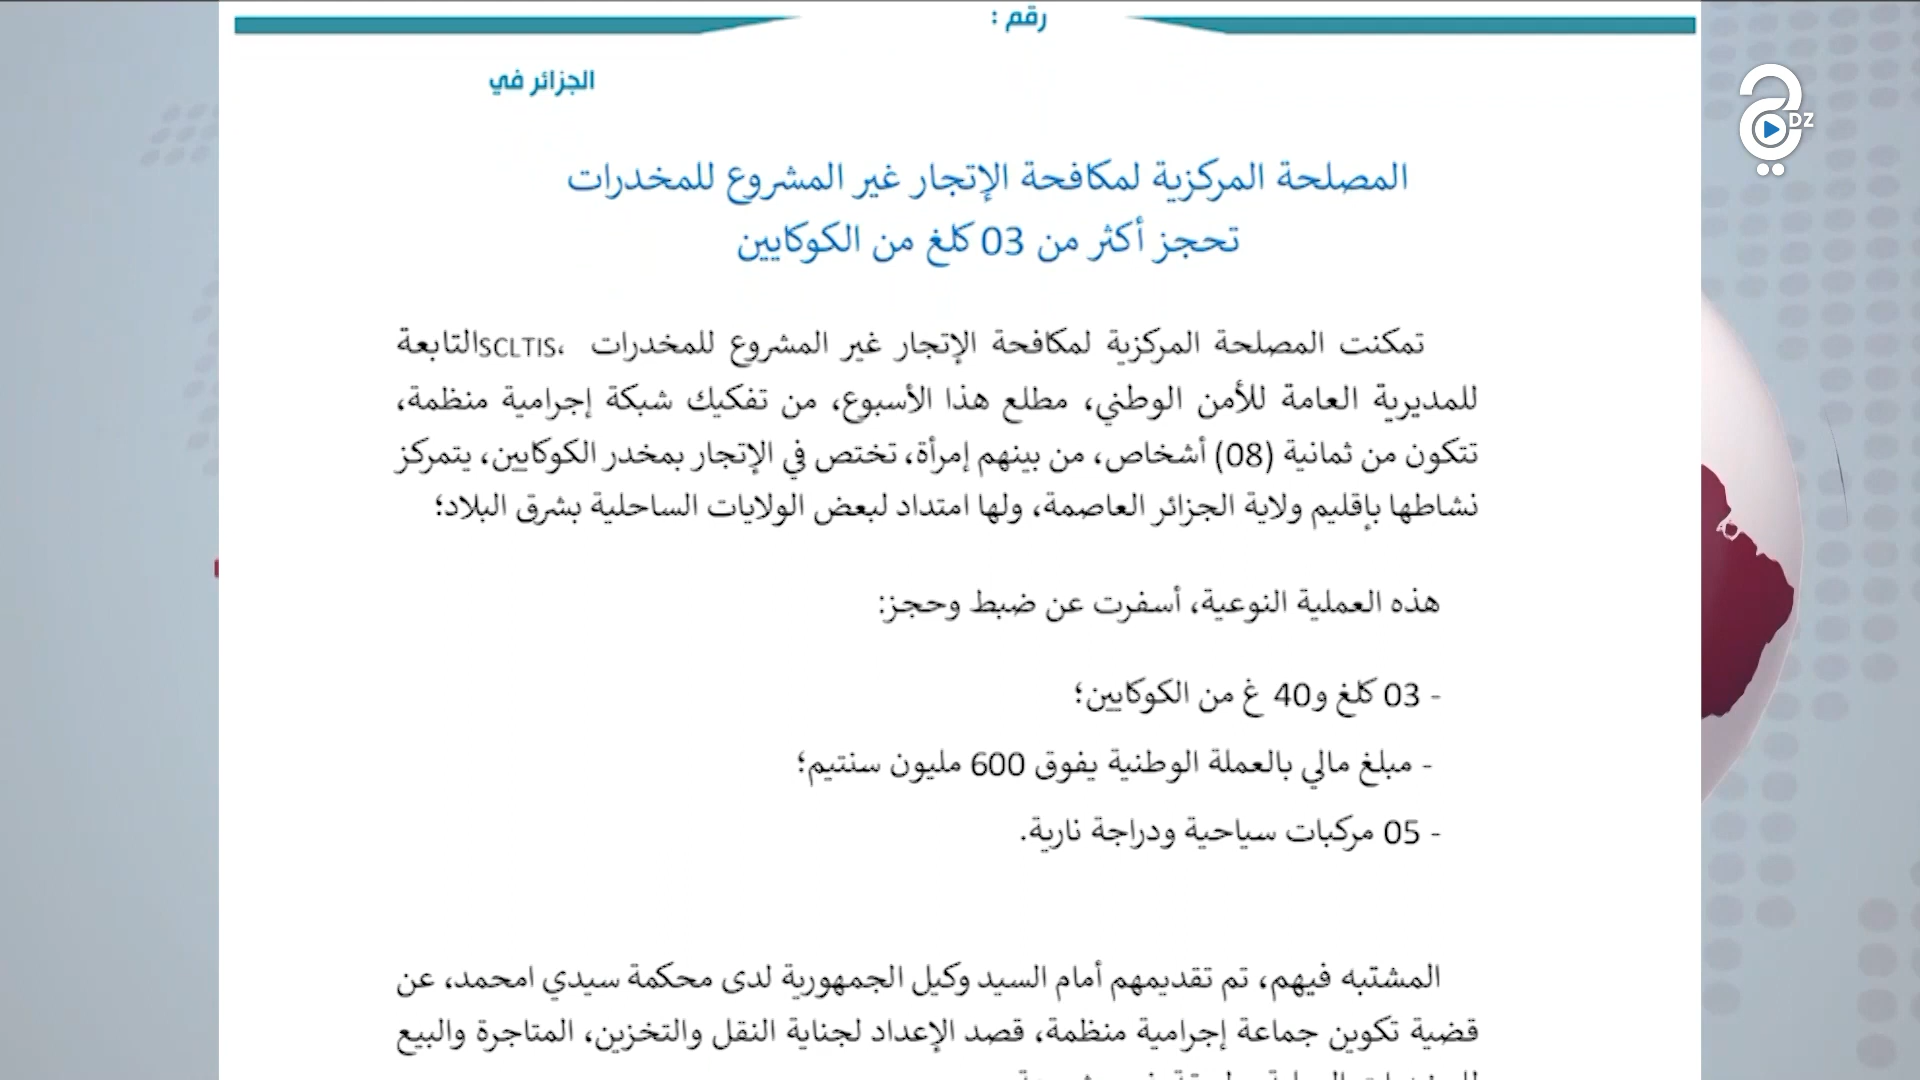 رقم :
الجزائر في
DZ
المصلحة المركزية لمكافحة الإتجار غير المشروع للمخدرات
تحجز أكثر من 03 كلغ من الكوكايين
تمكنت المصلحة المركزية لمكافحة الإتجار غير المشروع للمخدرات SCLTIS، التابعة
للمديرية العامة للأمن الوطني، مطلع هذا الأسبوع، من تفكيك شبكة إجرامية منظمة،
تتكون من ثمانية (08) أشخاص، من بينهم إمرأة، تختص في الإتجار بمخدر الكوكايين، يتمركز
نشاطها بإقليم ولاية الجزائر العاصمة، ولها امتداد لبعض الولايات الساحلية بشرق البلاد؛
هذه العملية النوعية، أسفرت عن ضبط وحجز:
- 03 كلغ و40 غ من الكوكايين؛
- مبلغ مالي بالعملة الوطنية يفوق 600 مليون سنتيم؛
- 05 مركبات سياحية ودراجة نارية.
المشتبه فيهم، تم تقديمهم أمام السيد وكيل الجمهورية لدى محكمة سيدي امحمد، عن
قضية تكوين جماعة إجرامية منظمة، قصد الإعداد لجناية النقل والتخزين، المتاجرة والبيع